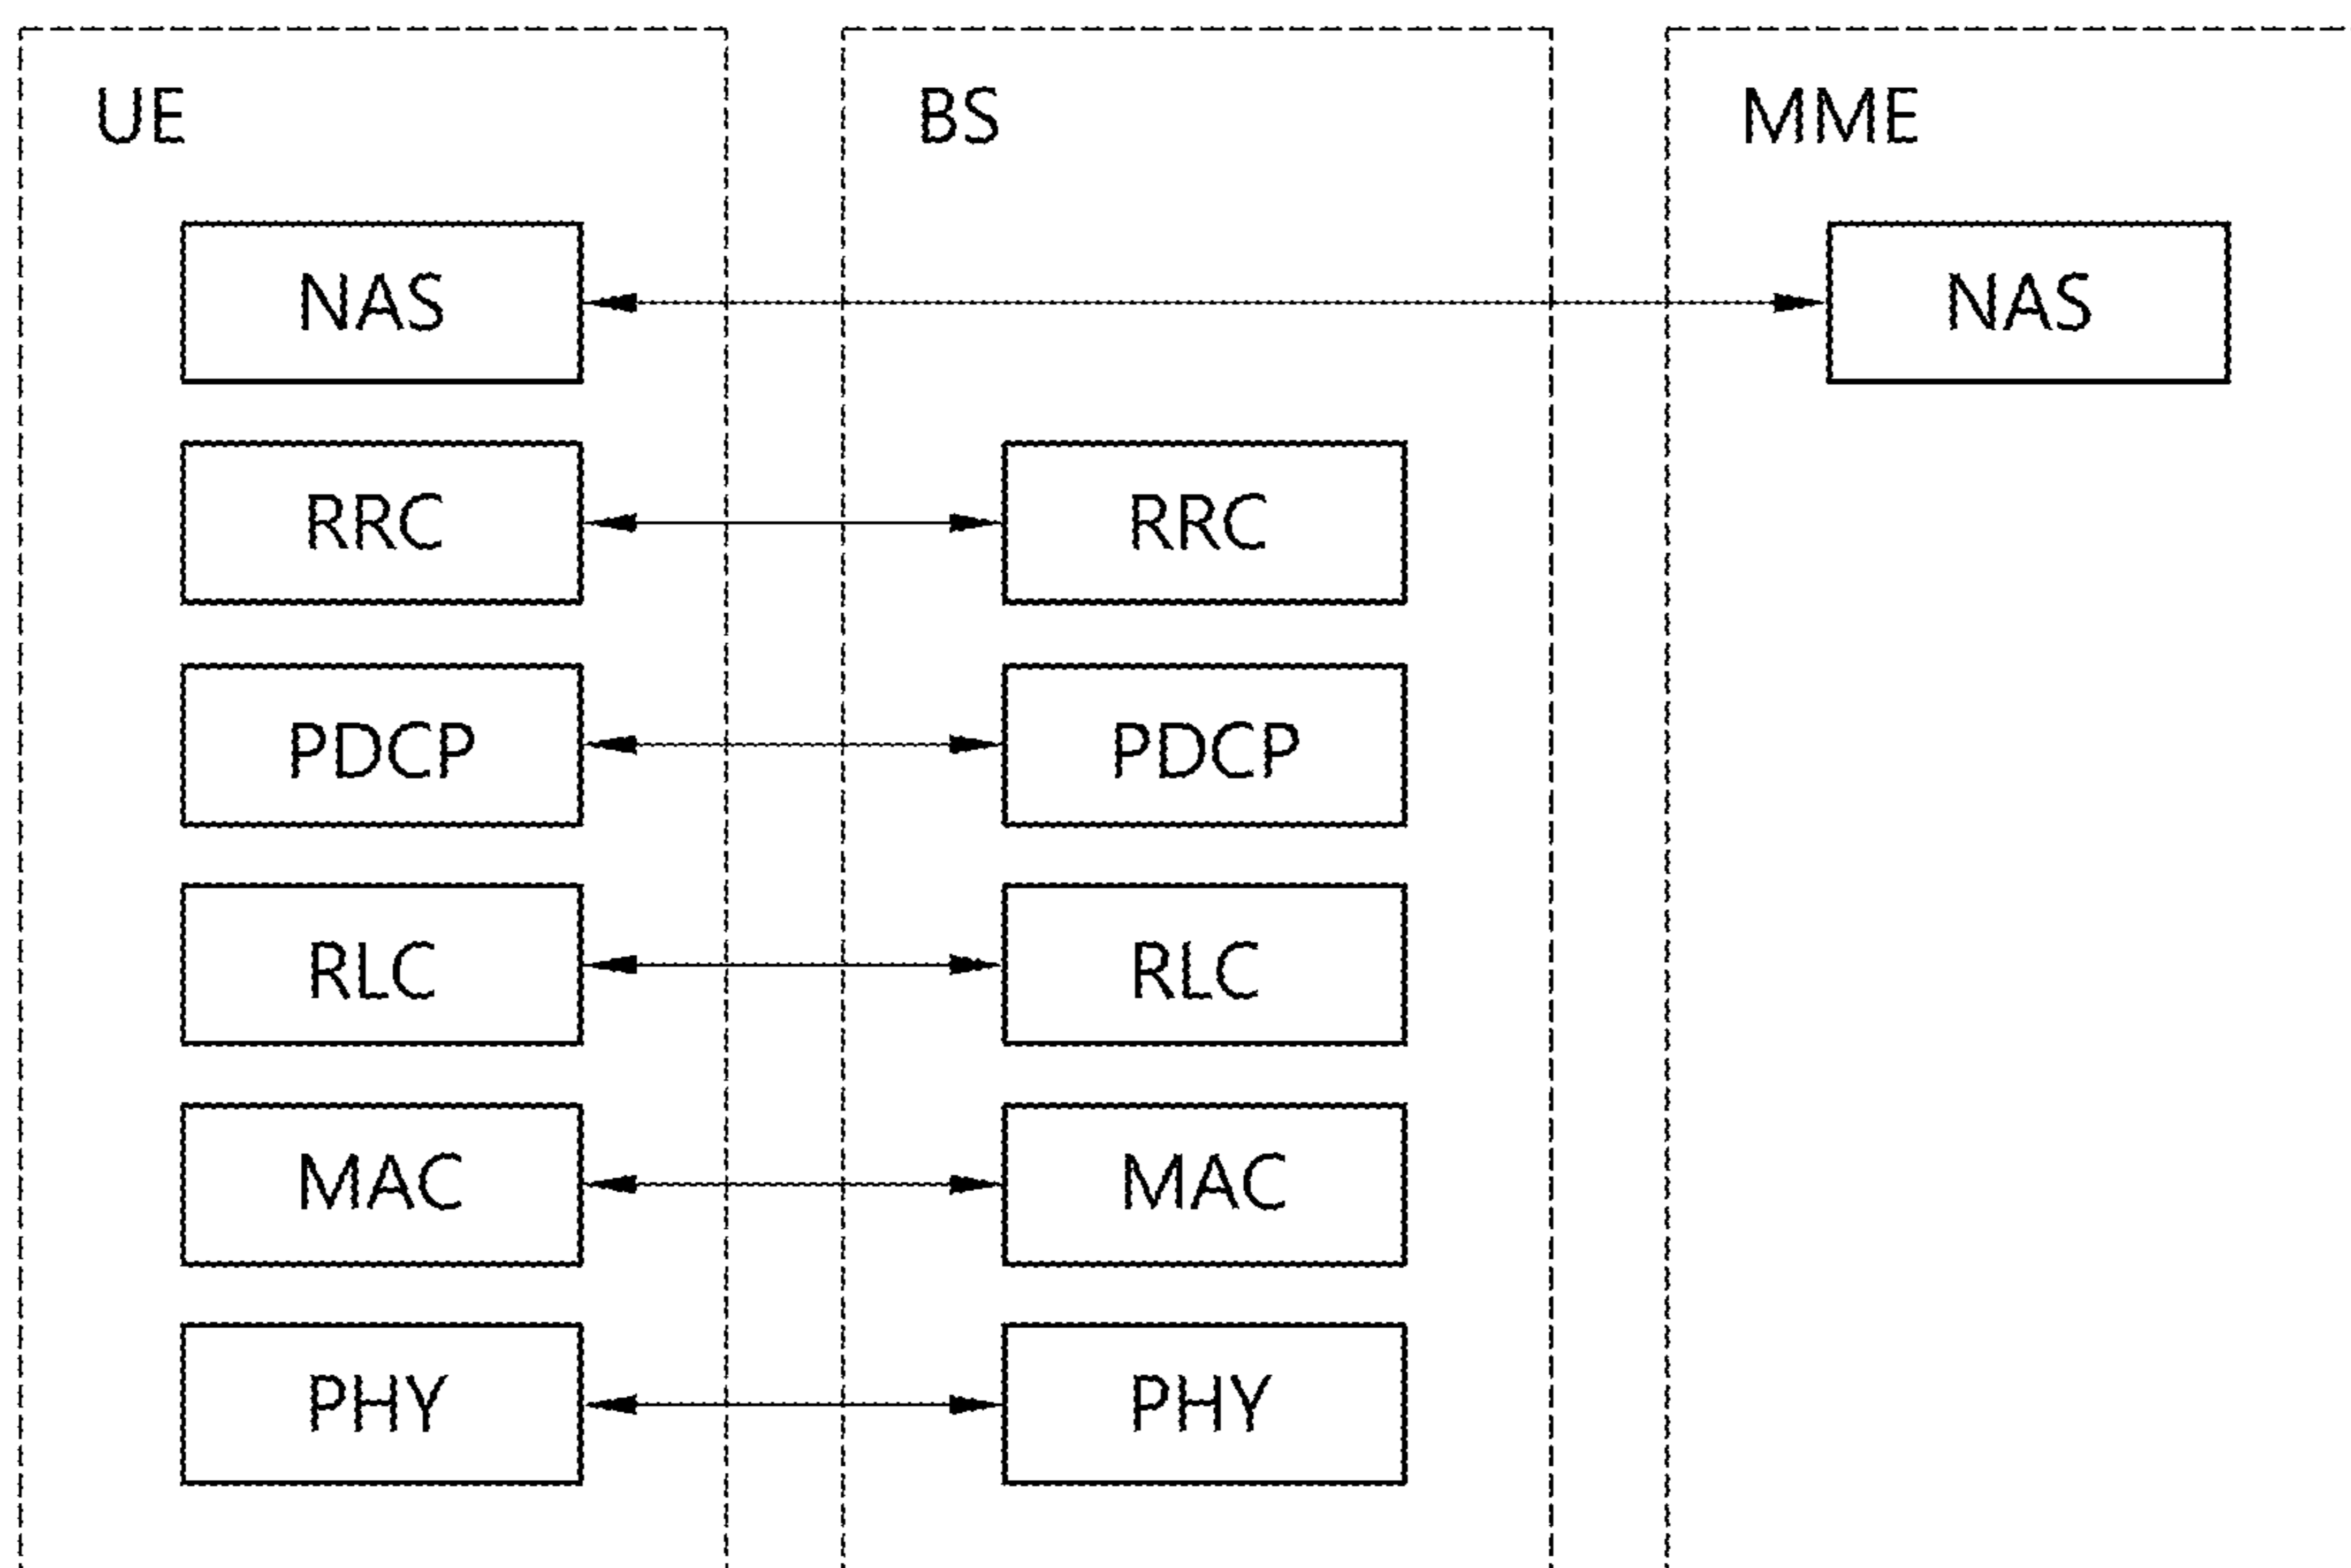 UE BS MME
NAS NAS
RRC RRC
PDCP PDCP
RLC RLC
MAC MAC
PHY PHY